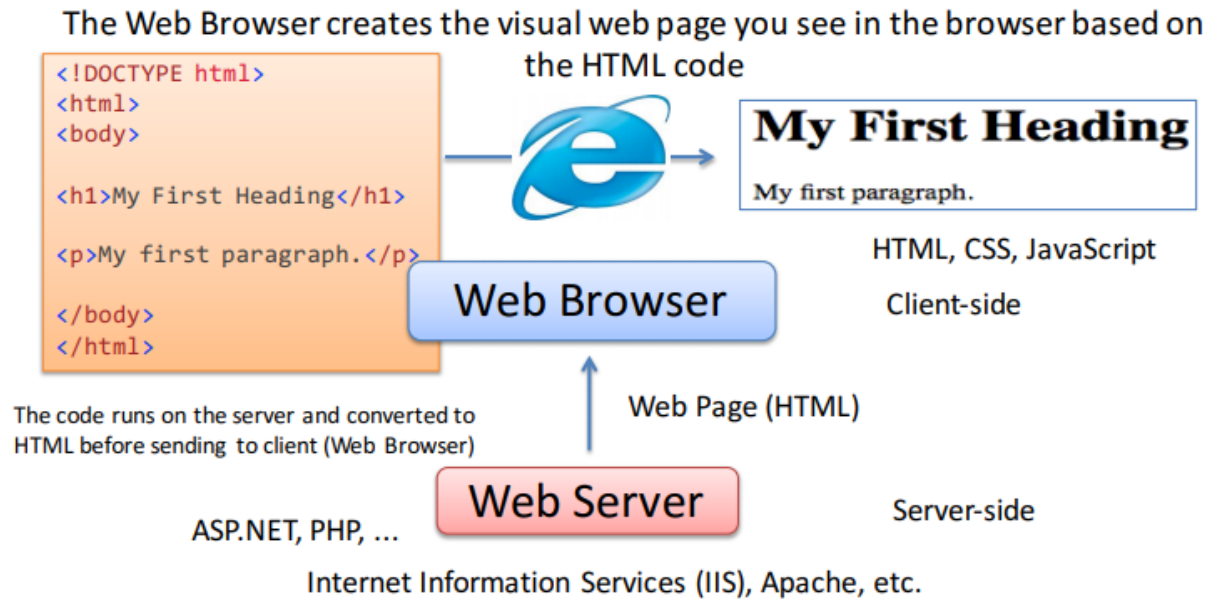 The Web Browser creates the visual web page you see in the browser based on
the HTML code
<!DOCTYPE html>
<html>
<body>
<h1>My First Heading</h1>
<p>My first paragraph.</p>
</body>
</html>
My First Heading
My first paragraph.
HTML, CSS, JavaScript
Web Browser
Client-side
Web Page (HTML)
The code runs on the server and converted to
HTML before sending to client (Web Browser)
Web Server
Server-side
ASP.NET, PHP, ...
Internet Information Services (IIS), Apache, etc.